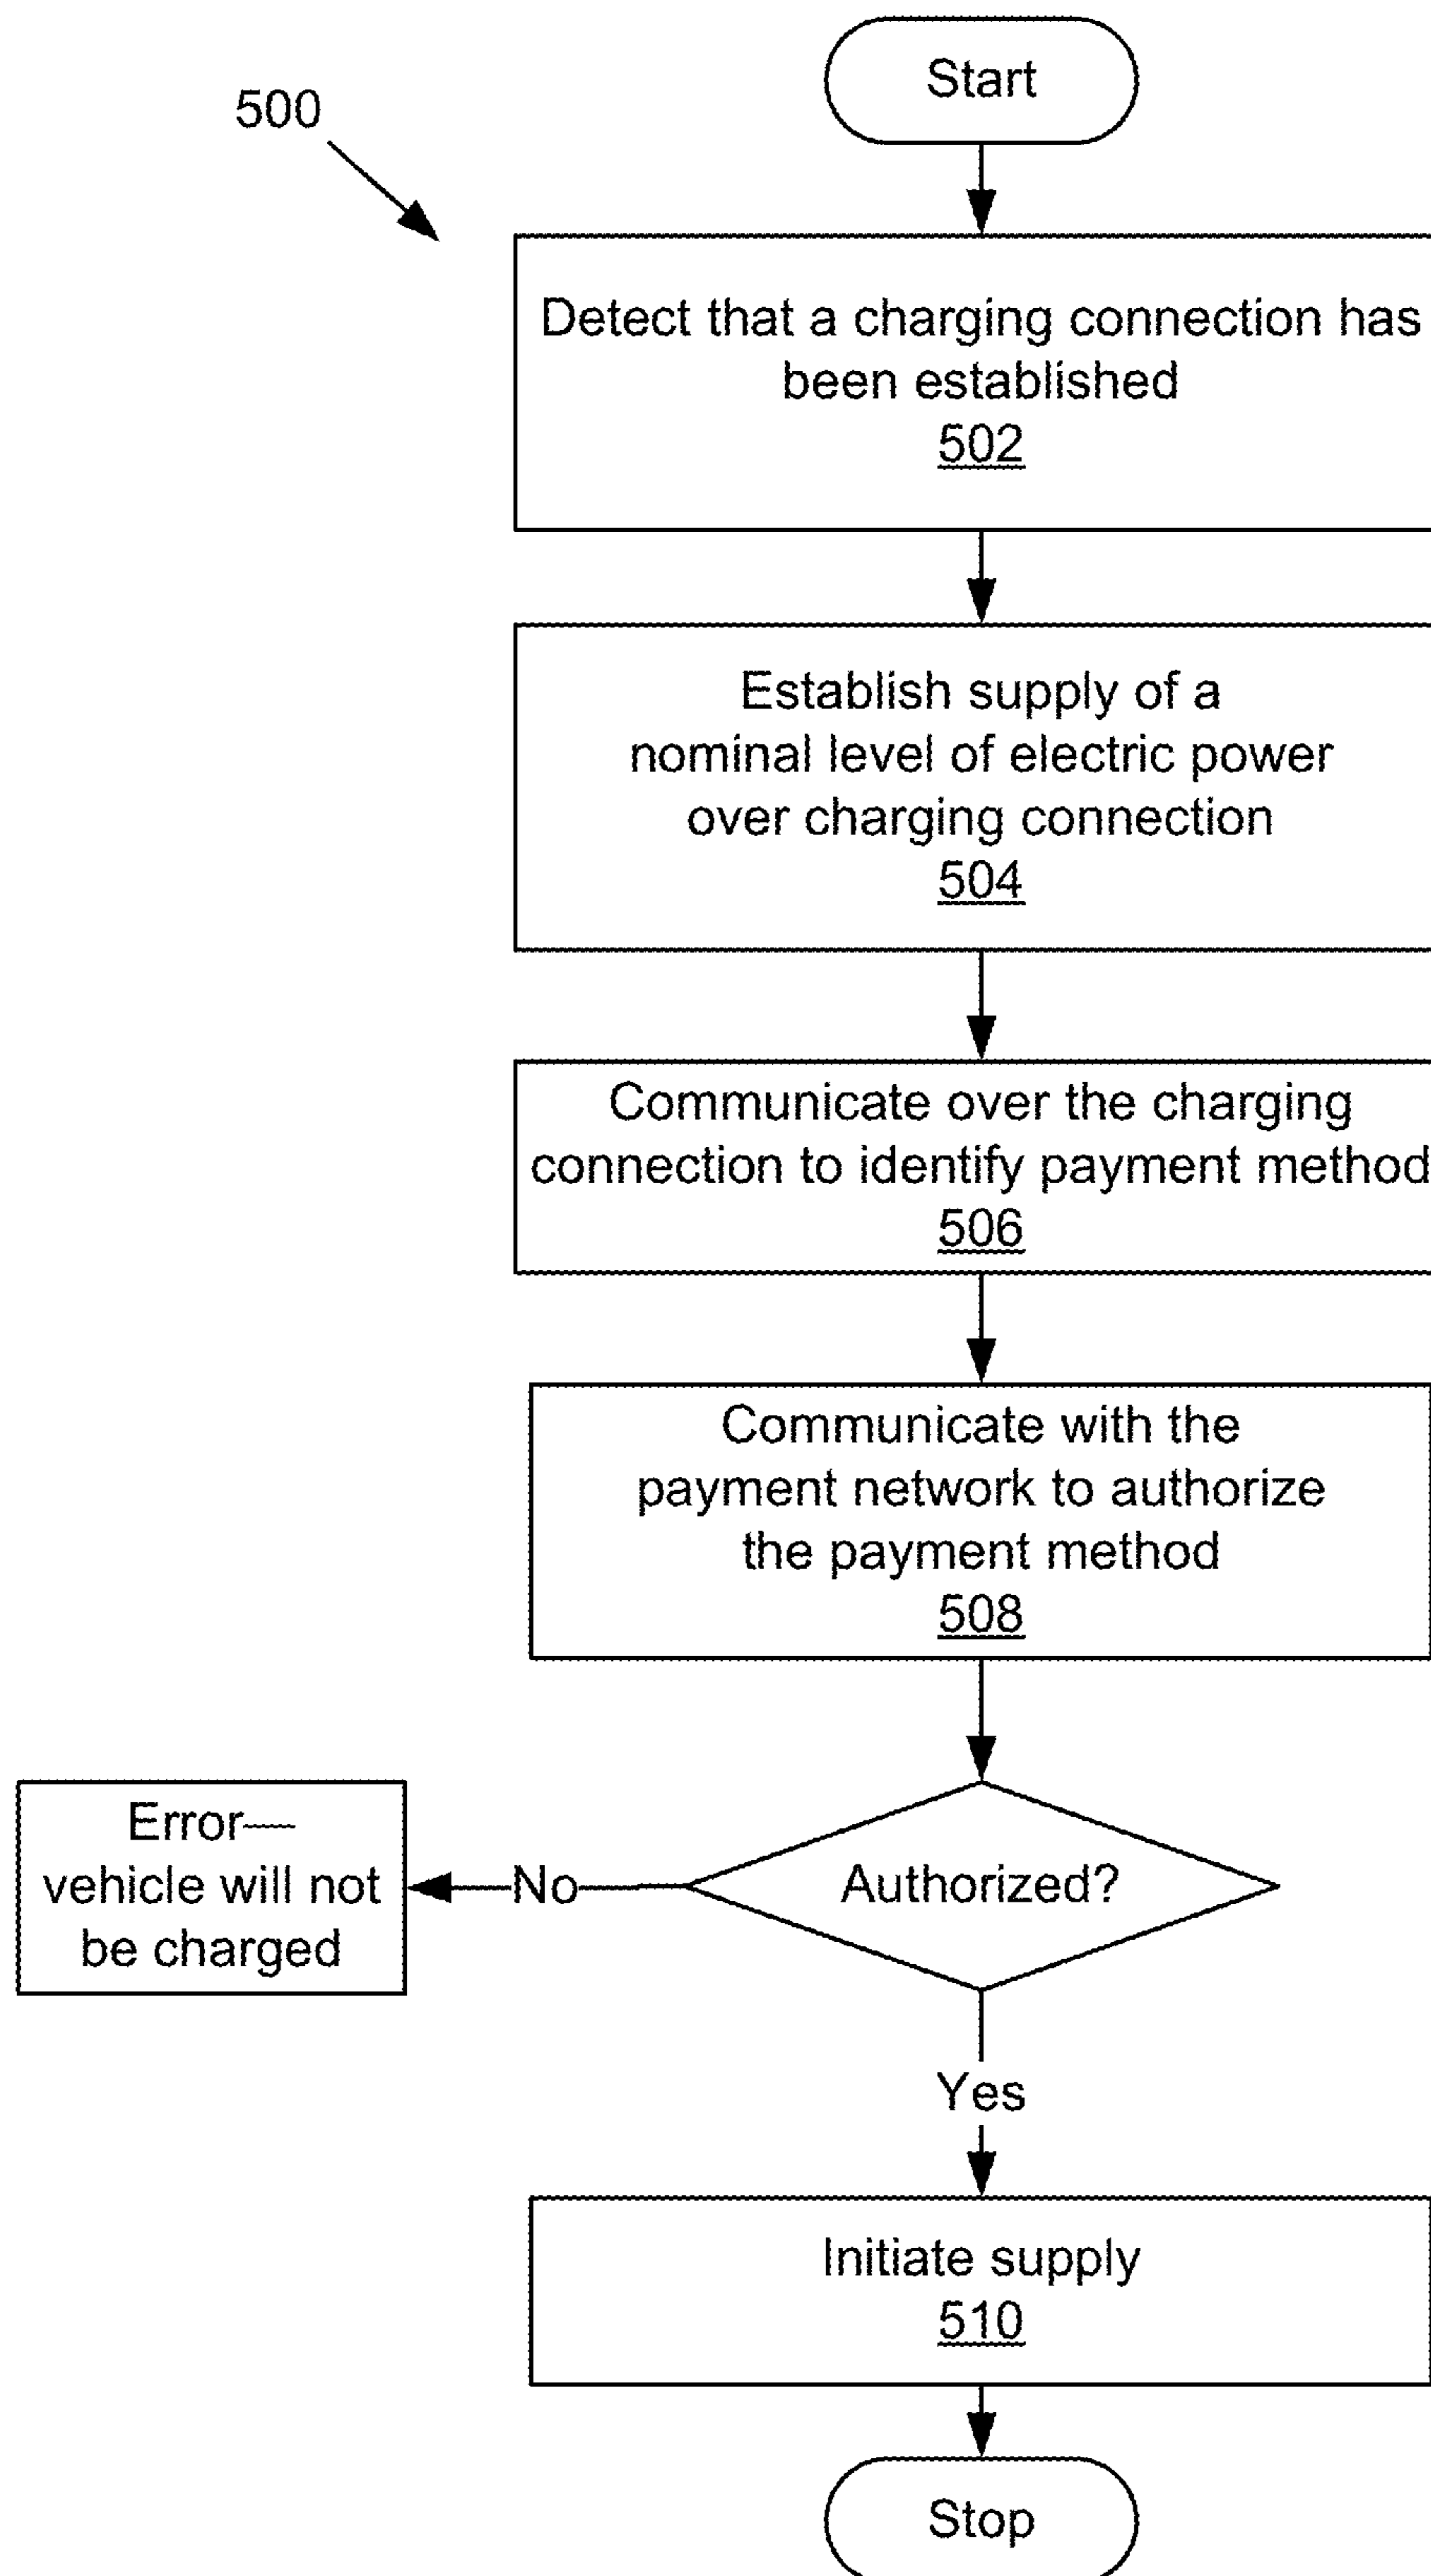 Start
500
Detect that a charging connection has
been established
502
Establish supply of a
nominal level of electric power
over charging connection
504
Communicate over the charging
connection to identify payment method
506
Communicate with the
payment network to authorize
the payment method
508
Authorized?
No
Error—
vehicle will not
be charged
Yes
Initiate supply
510
Stop